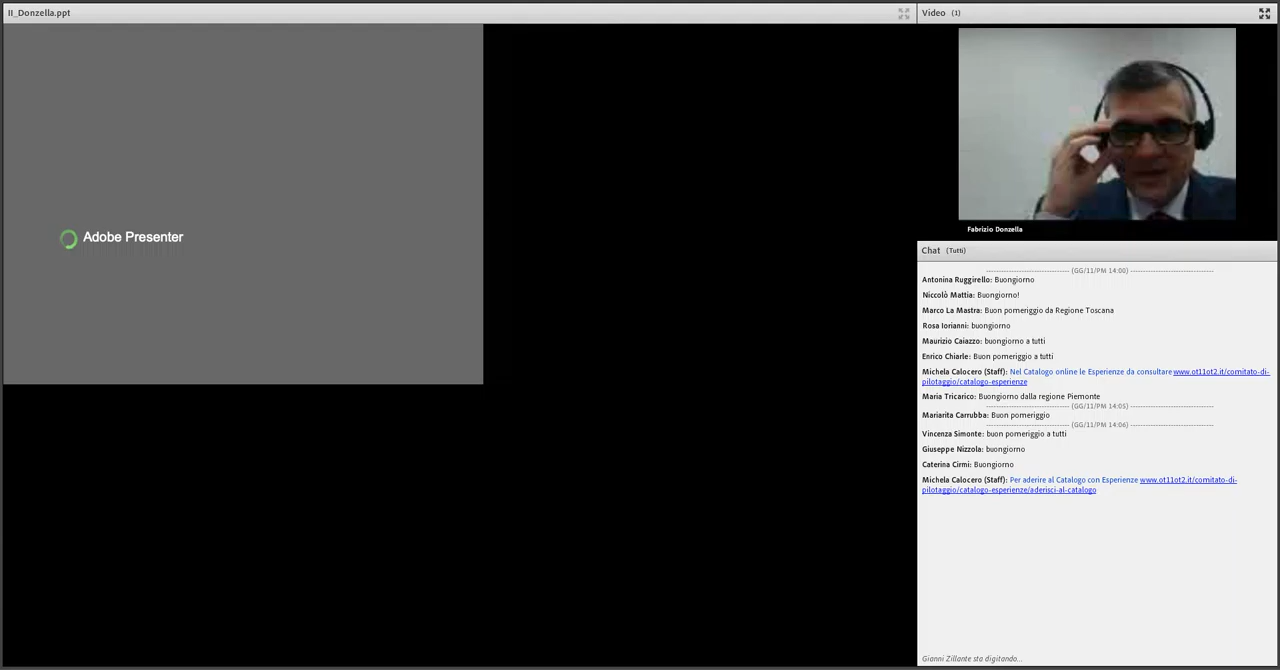 II_Donzella.ppt
Adobe Presenter
Video (1)
Fabrizio Donzella
Chat (Tutti)
-------------------------------- (GG/11/PM 14:00) --------------------------------
Antonina Ruggirello: Buongiorno
Niccolò Mattia: Buongiorno!
Marco La Mastra: Buon pomeriggio da Regione Toscana
Rosa Iorianni: buongiorno
Maurizio Caiazzo: buongiorno a tutti
Enrico Chiarle: Buon pomeriggio a tutti
Michela Calocero (Staff): Nel Catalogo online le Esperienze da consultare www.ot11ot2.it/comitato-di-
pilotaggio/catalogo-esperienze
Maria Tricarico: Buongiorno dalla regione Piemonte
-------------------------------- (GG/11/PM 14:05) --------------------------------
Mariarita Carrubba: Buon pomeriggio
-------------------------------- (GG/11/PM 14:06) --------------------------------
Vincenza Simonte: buon pomeriggio a tutti
Giuseppe Nizzola: buongiorno
Caterina Cirmi: Buongiorno
Michela Calocero (Staff): Per aderire al Catalogo con Esperienze www.ot11ot2.it/comitato-di-
pilotaggio/catalogo-esperienze/aderisci-al-catalogo
Gianni Zillante sta digitando...